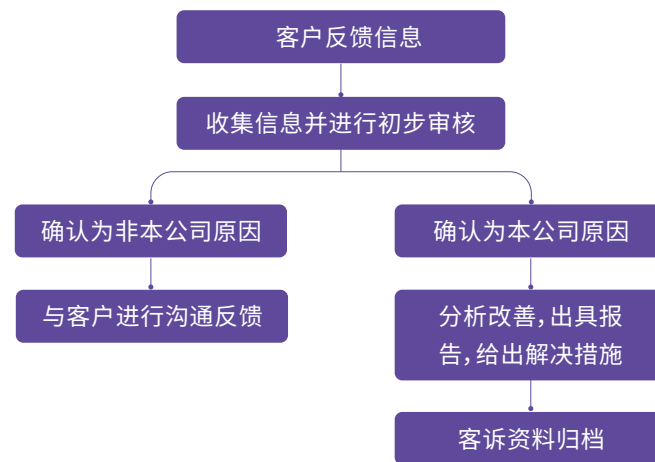 客户反馈信息
收集信息并进行初步审核
确认为非本公司原因
确认为本公司原因
与客户进行沟通反馈
分析改善,出具报
告,给出解决措施
客诉资料归档